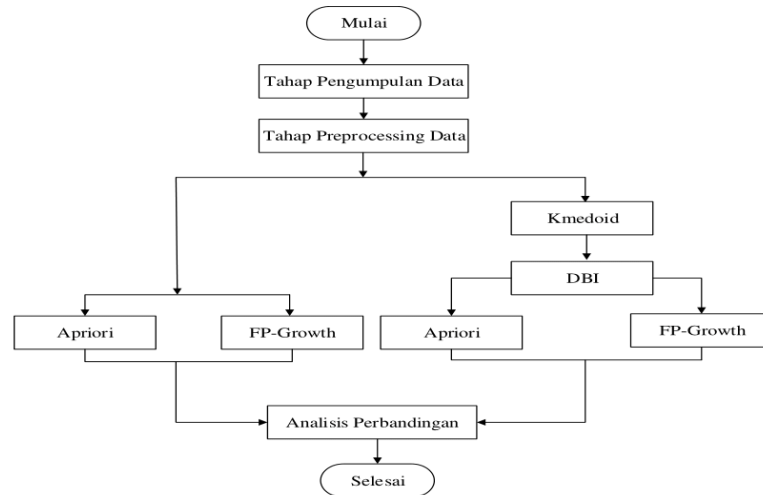 Mulai
Tahap Pengumpulan Data
Tahap Preprocessing Data
Kmedoid
DBI
Apriori
FP-Growth
Apriori
FP-Growth
Analisis Perbandingan
Selesai